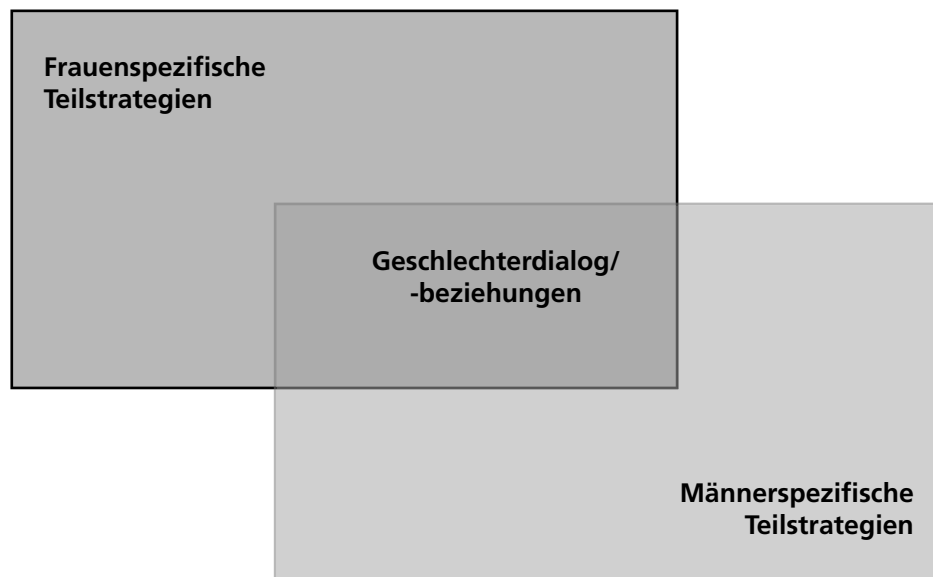 Frauenspezifische
Teilstrategien
Geschlechterdialog/
-beziehungen
Männerspezifische
Teilstrategien